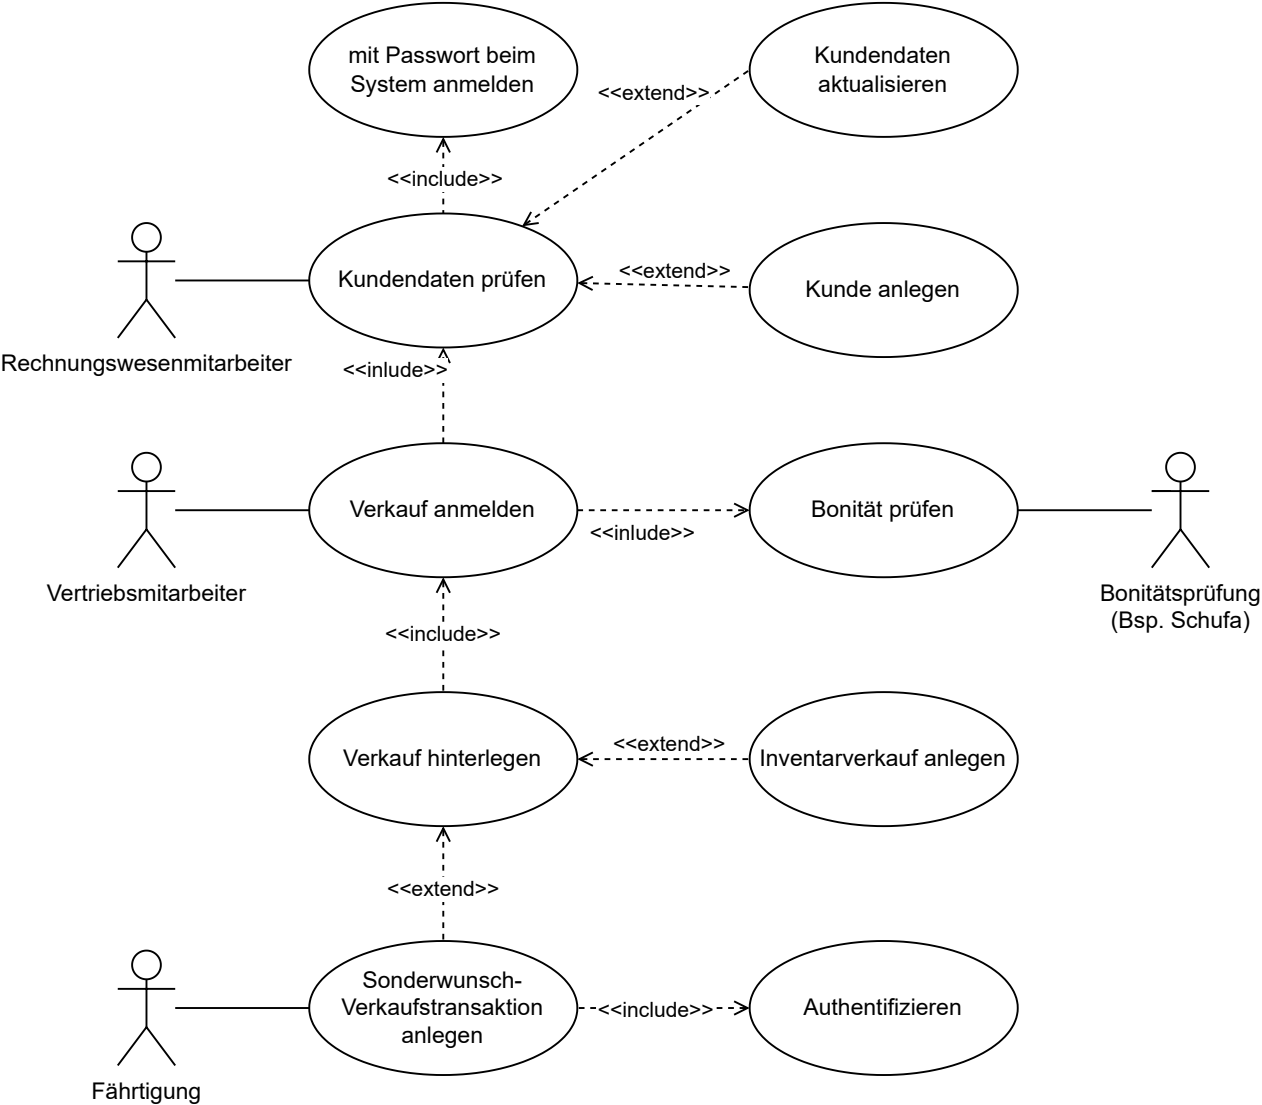 mit Passwort beim
System anmelden
Kundendaten
aktualisieren
<<extend>>
<<include>>
Kundendaten prüfen
<<extend>>
Kunde anlegen
Rechnungswesenmitarbeiter
<<inlude>>
Verkauf anmelden
<<inlude>>
Bonität prüfen
Vertriebsmitarbeiter
Bonitätsprüfung
(Bsp. Schufa)
<<include>>
Verkauf hinterlegen
<<extend>>
Inventarverkauf anlegen
<<extend>>
Sonderwunsch-
Verkaufstransaktion
anlegen
<<include>>
Authentifizieren
Fährtigung